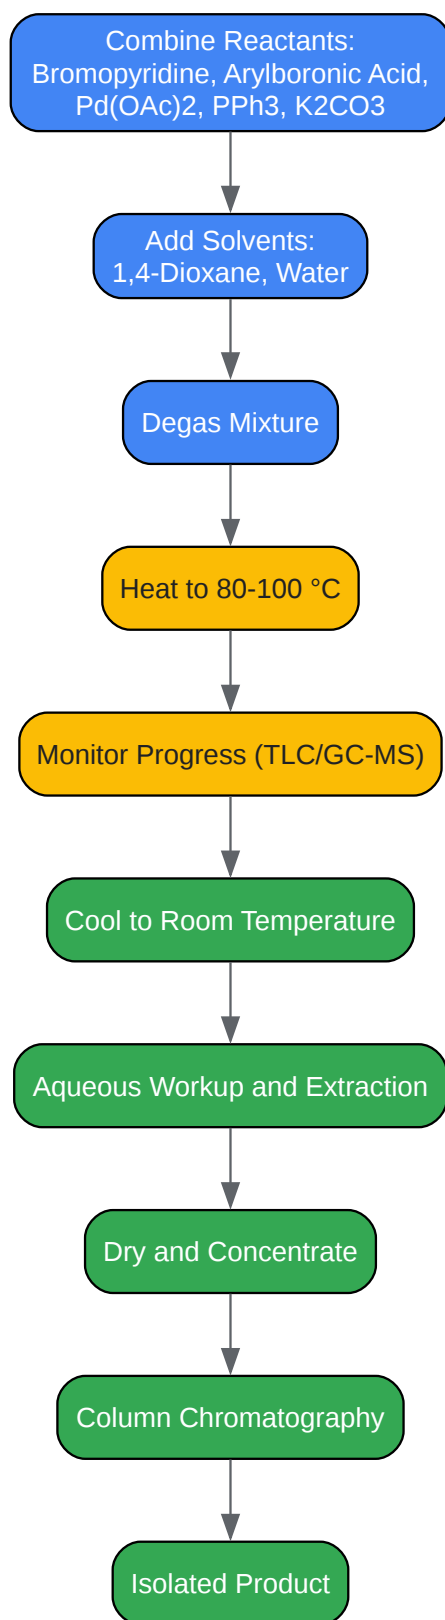 Combine Reactants:
Bromopyridine, Arylboronic Acid,
Pd(OAc)2, PPh3, K2CO3
Add Solvents:
1,4-Dioxane, Water
Degas Mixture
Heat to 80-100 °C
Monitor Progress (TLC/GC-MS)
Cool to Room Temperature
Aqueous Workup and Extraction
Dry and Concentrate
Column Chromatography
Isolated Product